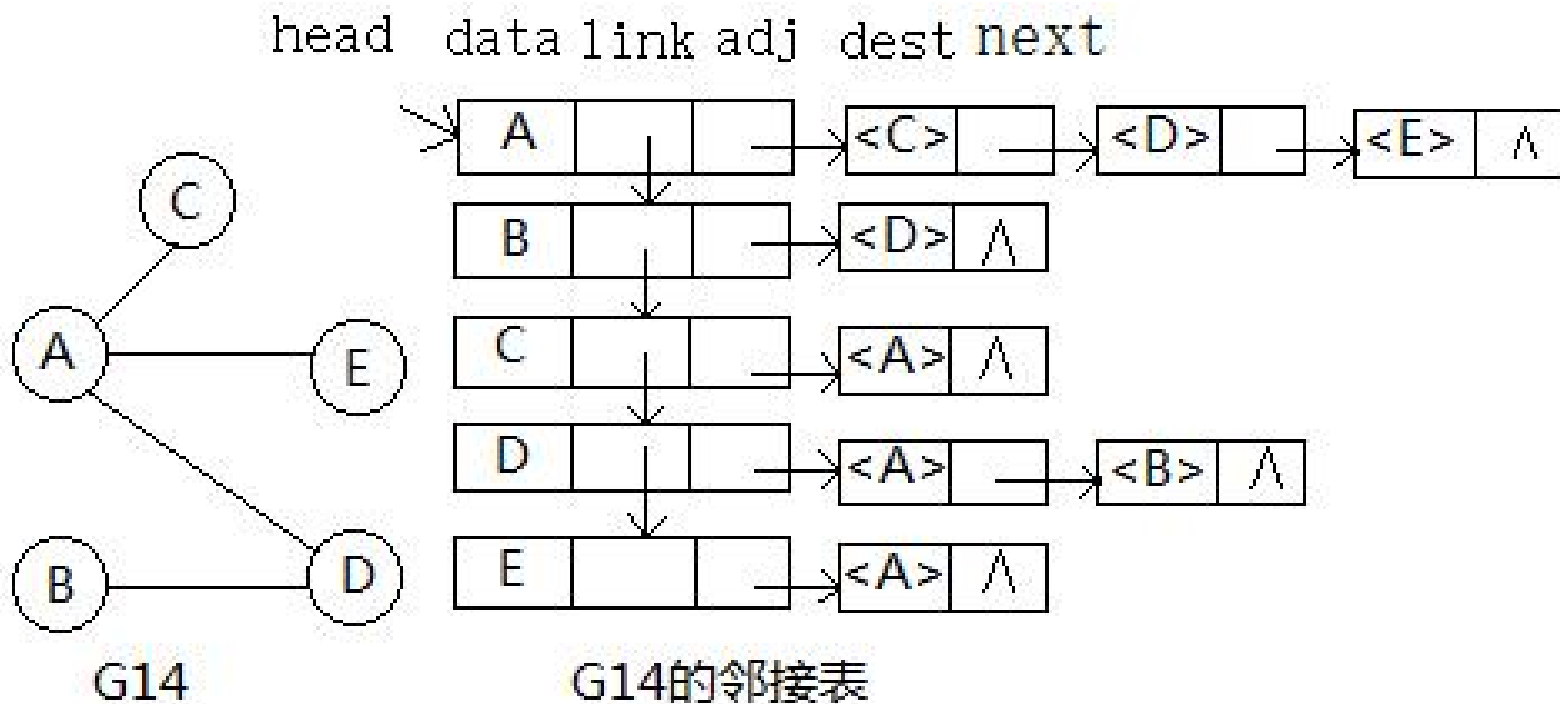 head data link adj dest next
A <C> <D> <E> ∧
C
B <D> ∧
A
E
C <A> ∧
D <A> <B> ∧
B
D
E <A> ∧
G14
G14的邻接表